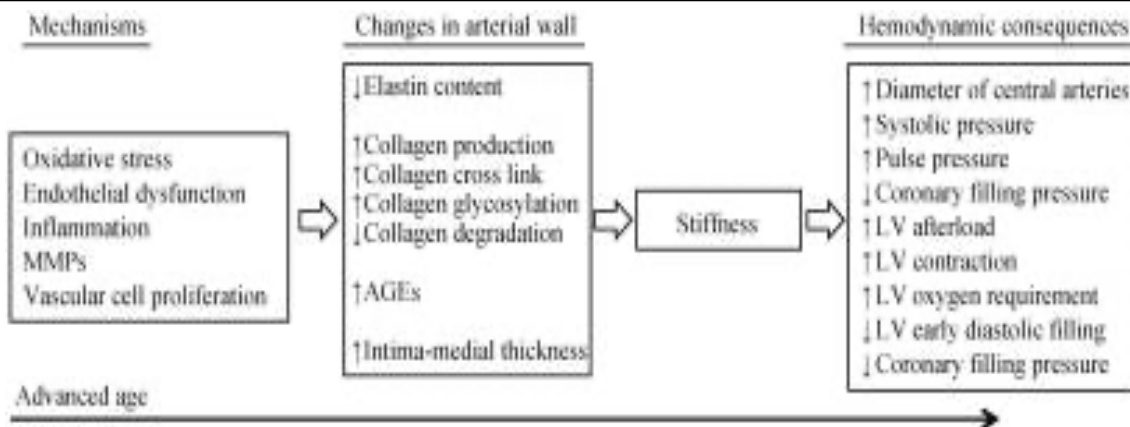 Mechanisms
Oxidative stress
Endothelial dysfunction
Inflammation
MMPs
Vascular cell proliferation
Changes in arterial wall
↓Elastin content
↑Collagen production
↑Collagen cross link
↑Collagen glycosylation
↓Collagen degradation
↑AGEs
↑Intima-medial thickness
Stiffness
Hemodynamic consequences
↑Diameter of central arteries
↑Systolic pressure
↑Pulse pressure
↓Coronary filling pressure
↑LV afterload
↑LV contraction
↑LV oxygen requirement
↓LV early diastolic filling
↓Coronary filling pressure
Advanced age